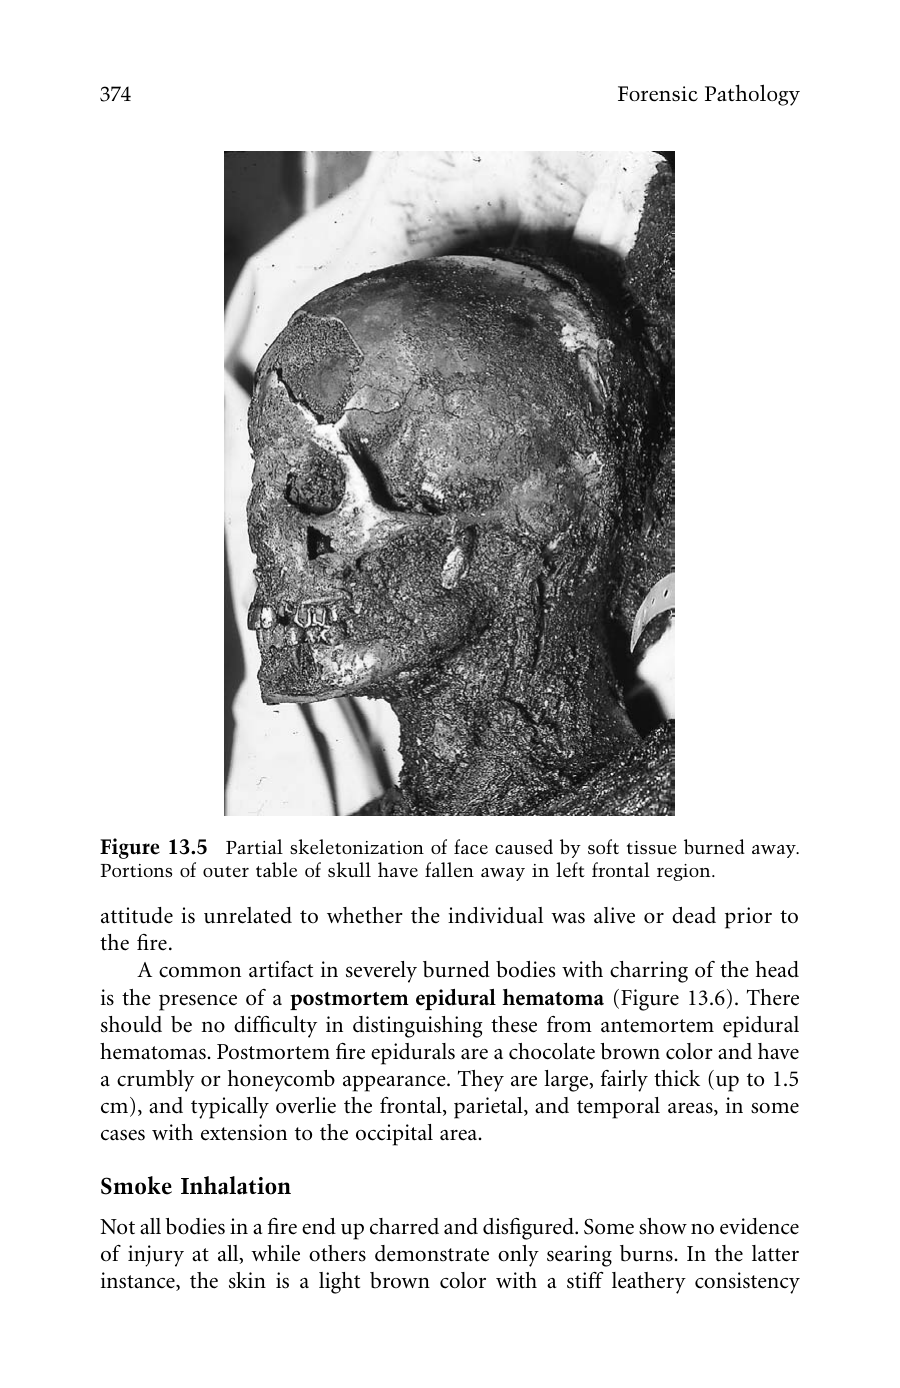 374
Forensic Pathology
Figure 13.5 Partial skeletonization of face caused by soft tissue burned away.
Portions of outer table of skull have fallen away in left frontal region.
attitude is unrelated to whether the individual was alive or dead prior to
the fire.
A common artifact in severely burned bodies with charring of the head
is the presence of a postmortem epidural hematoma (Figure 13.6). There
should be no difficulty in distinguishing these from antemortem epidural
hematomas. Postmortem fire epidurals are a chocolate brown color and have
a crumbly or honeycomb appearance. They are large, fairly thick (up to 1.5
cm), and typically overlie the frontal, parietal, and temporal areas, in some
cases with extension to the occipital area.
Smoke Inhalation
Not all bodies in a fire end up charred and disfigured. Some show no evidence
of injury at all, while others demonstrate only searing burns. In the latter
instance, the skin is a light brown color with a stiff leathery consistency